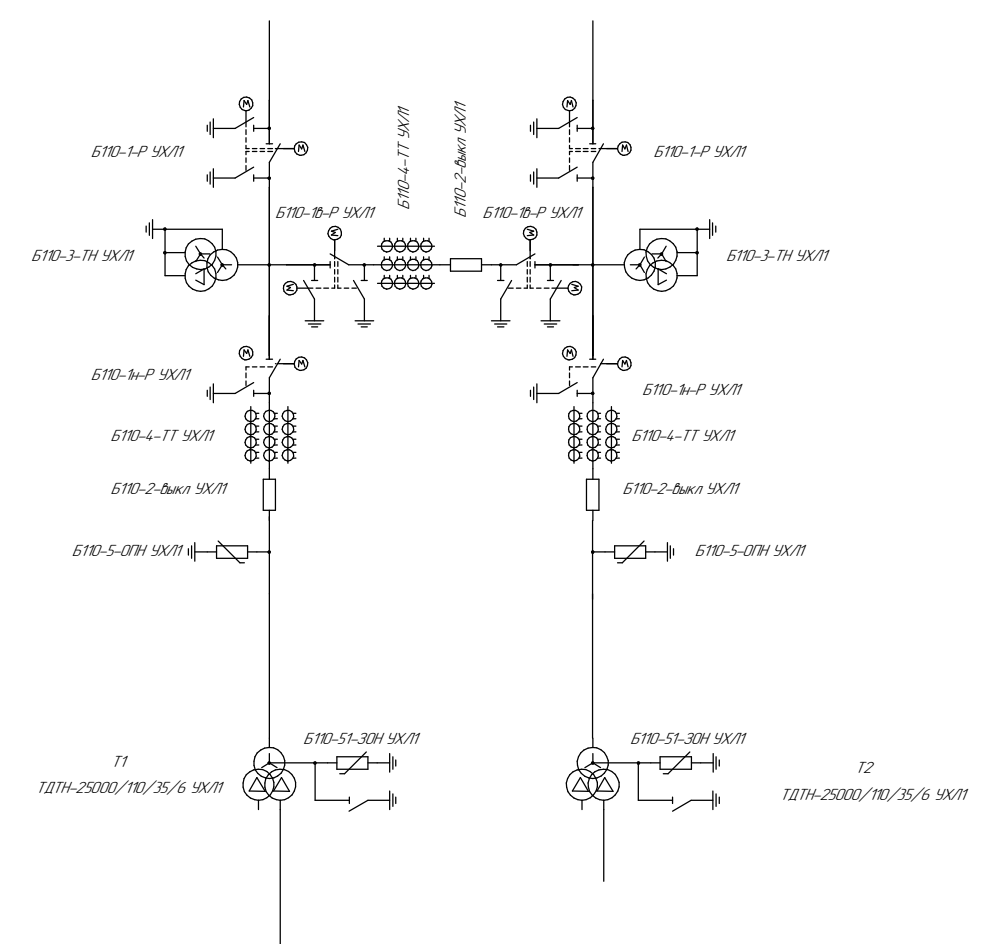 Б110-4-ТТ УХЛ1
Б110-2-выкл УХЛ1
М
М
Б110-1-Р УХЛ1
М
М
Б110-1-Р УХЛ1
Б110-1в-Р УХЛ1
Б110-1в-Р УХЛ1
М
М
Б110-3-ТН УХЛ1
Б110-3-ТН УХЛ1
М
М
М
М
Б110-1н-Р УХЛ1
М
М
Б110-1н-Р УХЛ1
Б110-4-ТТ УХЛ1
Б110-4-ТТ УХЛ1
Б110-2-выкл УХЛ1
Б110-2-выкл УХЛ1
Б110-5-ОПН УХЛ1
Б110-5-ОПН УХЛ1
Б110-51-ЗОН УХЛ1
Б110-51-ЗОН УХЛ1
Т1
ТДТН-25000/110/35/6 УХЛ1
Т2
ТДТН-25000/110/35/6 УХЛ1